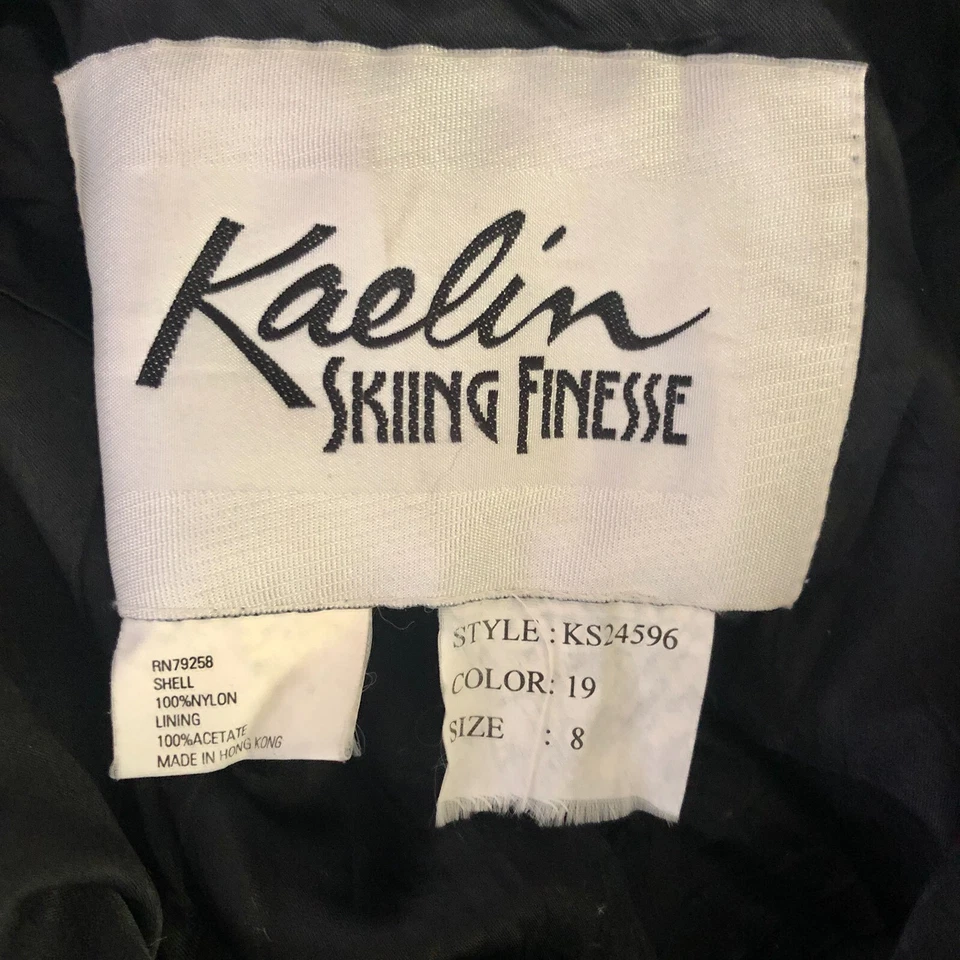 Kaelin
SKIING FINESSE
RN79258
SHELL
100%NYLON
LINING
100%ACETATE
MADE IN HONG KONG
STYLE : KS24596
COLOR: 19
SIZE : 8